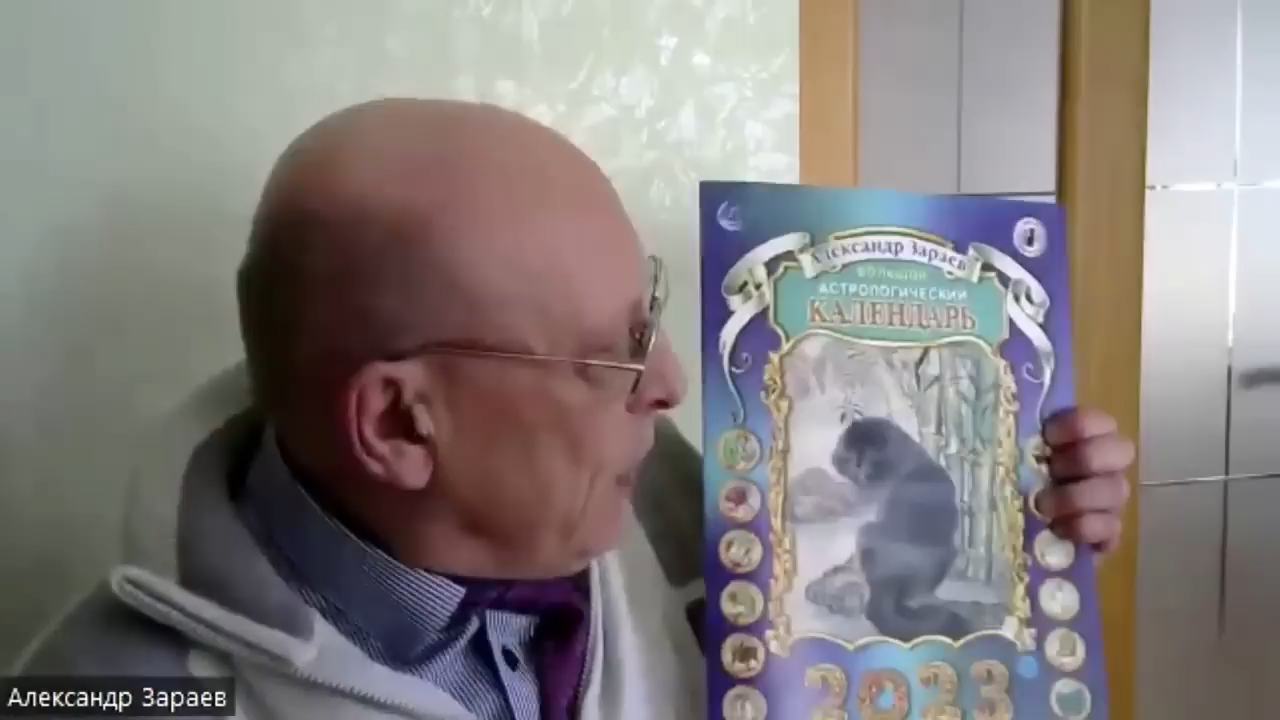 Александр Зараев
БОЛЬШОЙ
АСТРОЛОГИЧЕСКИЙ
КАЛЕНДАРЬ
2023
Александр Зараев